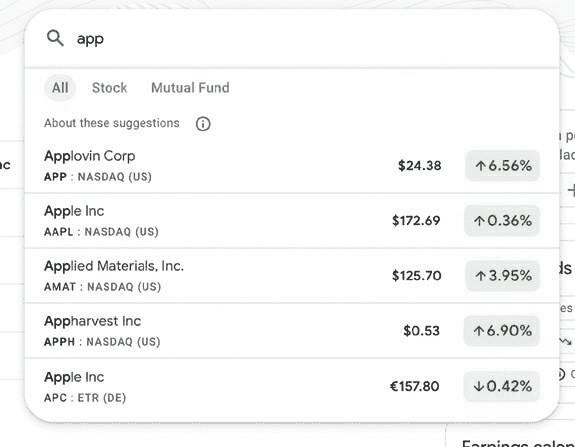 app
All Stock Mutual Fund
About these suggestions
Applovin Corp
APP : NASDAQ (US)
$24.38 ↑6.56%
Apple Inc
AAPL : NASDAQ (US)
$172.69 ↑0.36%
Applied Materials, Inc.
AMAT : NASDAQ (US)
$125.70 ↑3.95%
Appharvest Inc
APPH : NASDAQ (US)
$0.53 ↑6.90%
Apple Inc
APC : ETR (DE)
€157.80 ↓0.42%